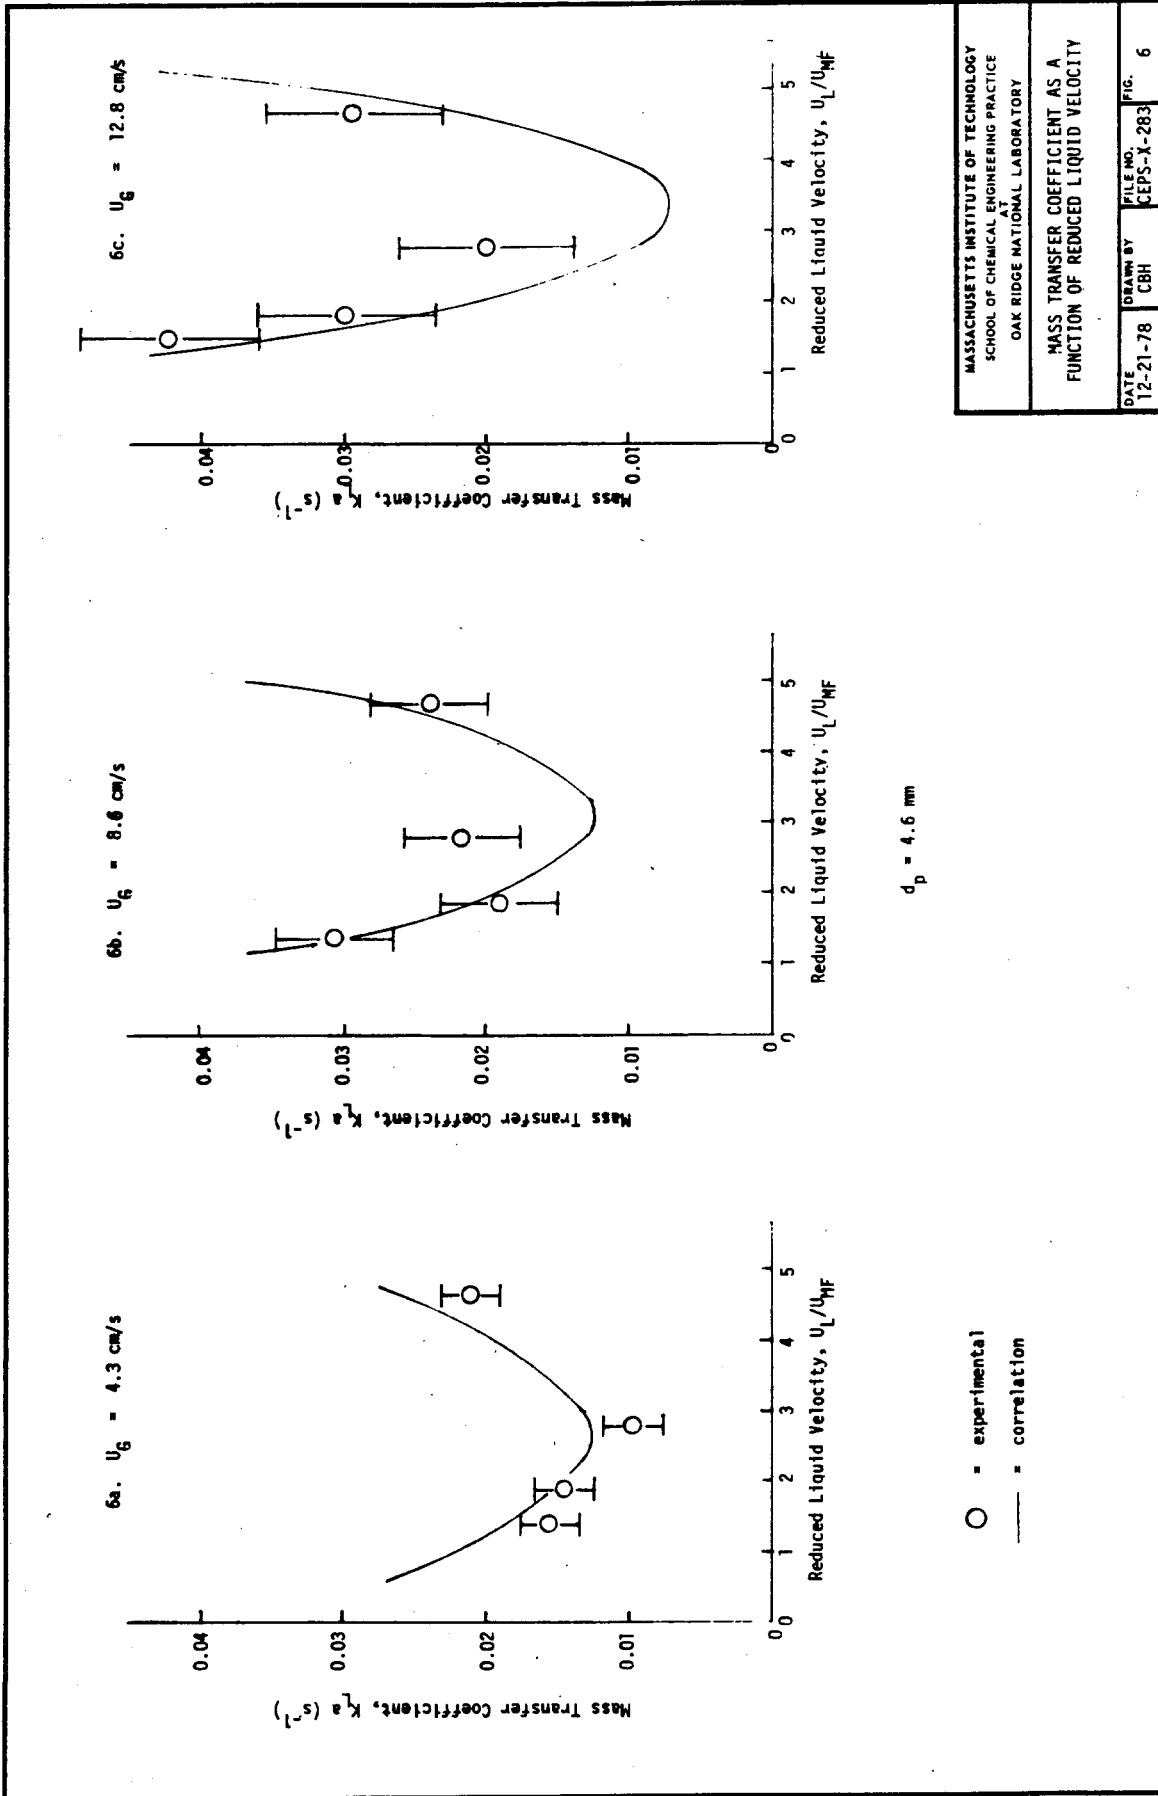 6a. U_G = 4.3 cm/s
Mass Transfer Coefficient, K_L a (s^-1)
0.04
0.03
0.02
0.01
0
0 1 2 3 4 5
Reduced Liquid Velocity, U_L/U_MF
6b. U_G = 8.6 cm/s
Mass Transfer Coefficient, K_L a (s^-1)
0.04
0.03
0.02
0.01
0
0 1 2 3 4 5
Reduced Liquid Velocity, U_L/U_MF
6c. U_G = 12.8 cm/s
Mass Transfer Coefficient, K_L a (s^-1)
0.04
0.03
0.02
0.01
0
0 1 2 3 4 5
Reduced Liquid Velocity, U_L/U_MF
d_p = 4.6 mm
= experimental
= correlation
MASSACHUSETTS INSTITUTE OF TECHNOLOGY
SCHOOL OF CHEMICAL ENGINEERING PRACTICE
AT
OAK RIDGE NATIONAL LABORATORY
MASS TRANSFER COEFFICIENT AS A
FUNCTION OF REDUCED LIQUID VELOCITY
DATE DRAWN BY FILE NO. FIG.
12-21-78 CBH CEPS-X-283 6